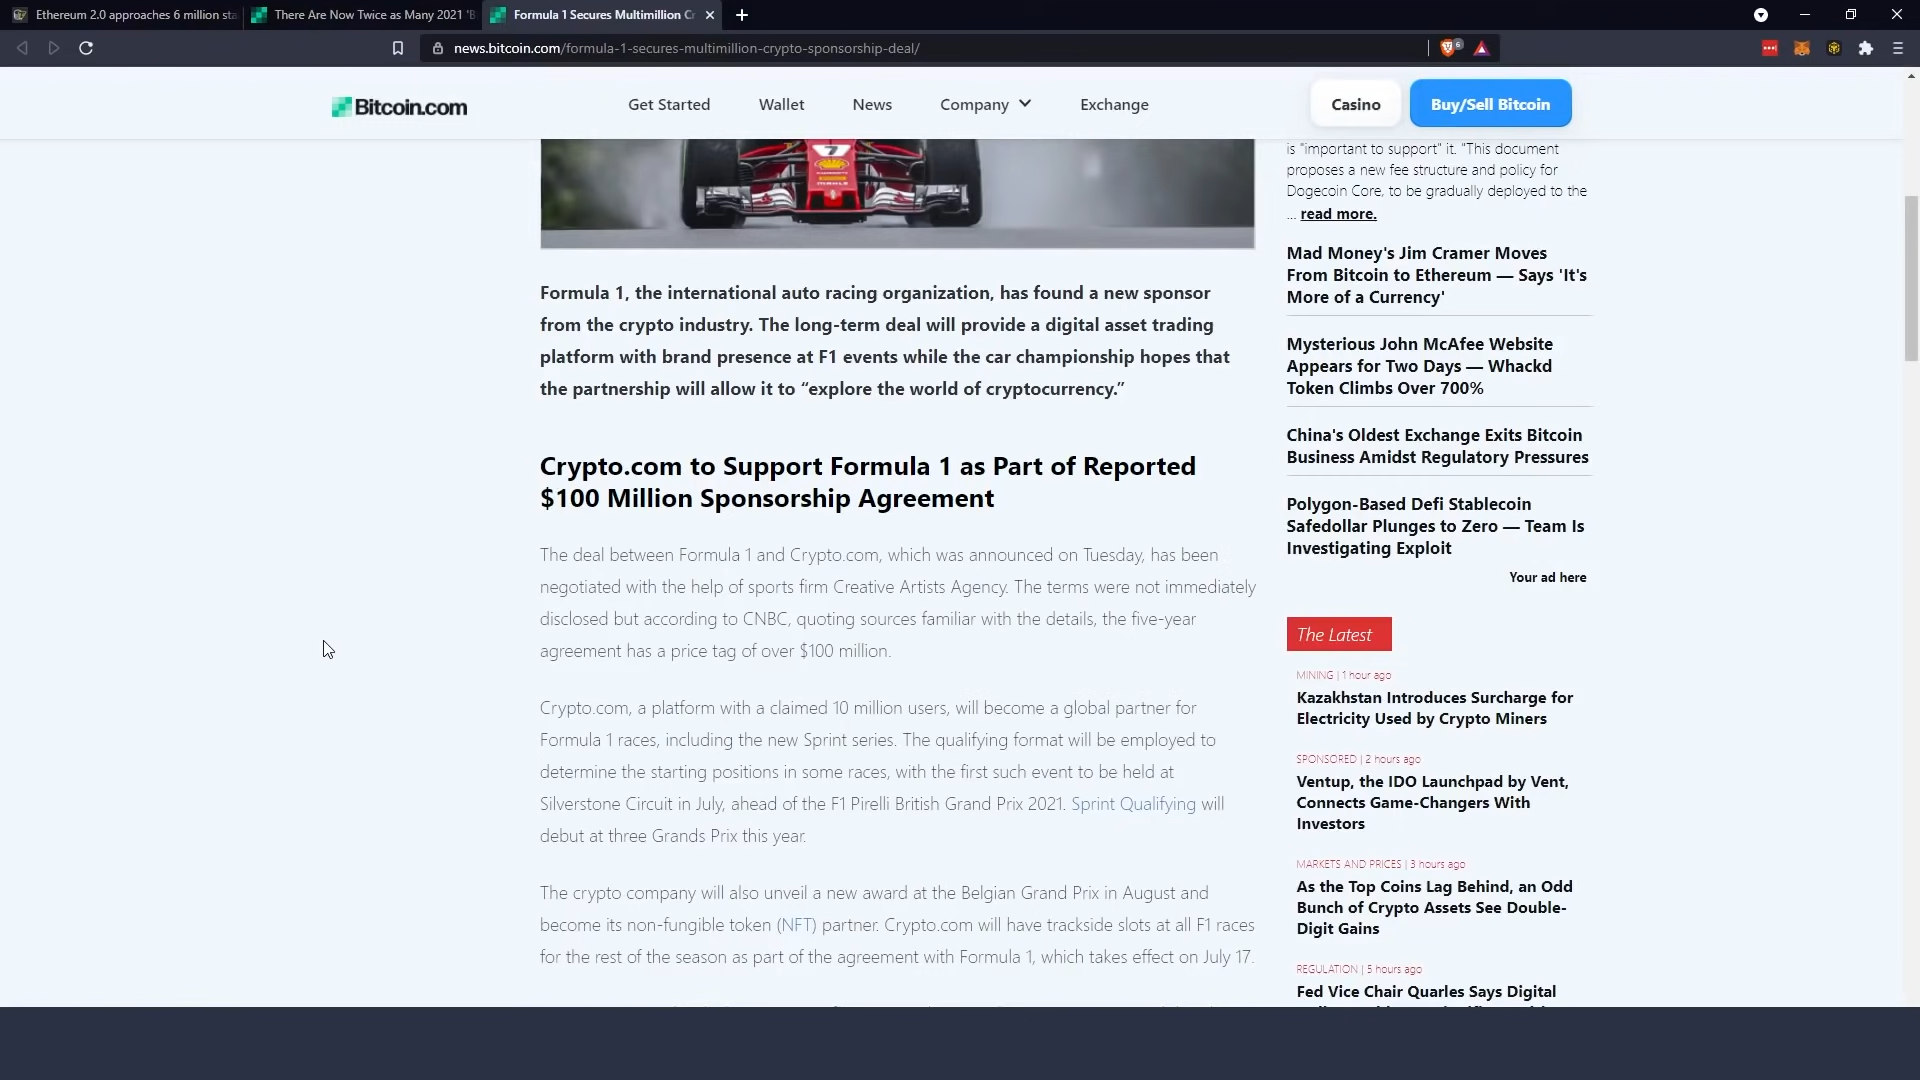 Ethereum 2.0 approaches 6 million sta
There Are Now Twice as Many 2021 'B
Formula 1 Secures Multimillion Cr
news.bitcoin.com/formula-1-secures-multimillion-crypto-sponsorship-deal/
6
Bitcoin.com
Get Started
Wallet
News
Company
Exchange
Casino
Buy/Sell Bitcoin
7
Formula 1, the international auto racing organization, has found a new sponsor
from the crypto industry. The long-term deal will provide a digital asset trading
platform with brand presence at F1 events while the car championship hopes that
the partnership will allow it to “explore the world of cryptocurrency.”
Crypto.com to Support Formula 1 as Part of Reported
$100 Million Sponsorship Agreement
The deal between Formula 1 and Crypto.com, which was announced on Tuesday, has been
negotiated with the help of sports firm Creative Artists Agency. The terms were not immediately
disclosed but according to CNBC, quoting sources familiar with the details, the five-year
agreement has a price tag of over $100 million.
Crypto.com, a platform with a claimed 10 million users, will become a global partner for
Formula 1 races, including the new Sprint series. The qualifying format will be employed to
determine the starting positions in some races, with the first such event to be held at
Silverstone Circuit in July, ahead of the F1 Pirelli British Grand Prix 2021. Sprint Qualifying will
debut at three Grands Prix this year.
The crypto company will also unveil a new award at the Belgian Grand Prix in August and
become its non-fungible token (NFT) partner. Crypto.com will have trackside slots at all F1 races
for the rest of the season as part of the agreement with Formula 1, which takes effect on July 17.
is "important to support" it. "This document
proposes a new fee structure and policy for
Dogecoin Core, to be gradually deployed to the
... read more.
Mad Money's Jim Cramer Moves
From Bitcoin to Ethereum — Says 'It's
More of a Currency'
Mysterious John McAfee Website
Appears for Two Days — Whackd
Token Climbs Over 700%
China's Oldest Exchange Exits Bitcoin
Business Amidst Regulatory Pressures
Polygon-Based Defi Stablecoin
Safedollar Plunges to Zero — Team Is
Investigating Exploit
Your ad here
The Latest
MINING | 1 hour ago
Kazakhstan Introduces Surcharge for
Electricity Used by Crypto Miners
SPONSORED | 2 hours ago
Ventup, the IDO Launchpad by Vent,
Connects Game-Changers With
Investors
MARKETS AND PRICES | 3 hours ago
As the Top Coins Lag Behind, an Odd
Bunch of Crypto Assets See Double-
Digit Gains
REGULATION | 5 hours ago
Fed Vice Chair Quarles Says Digital